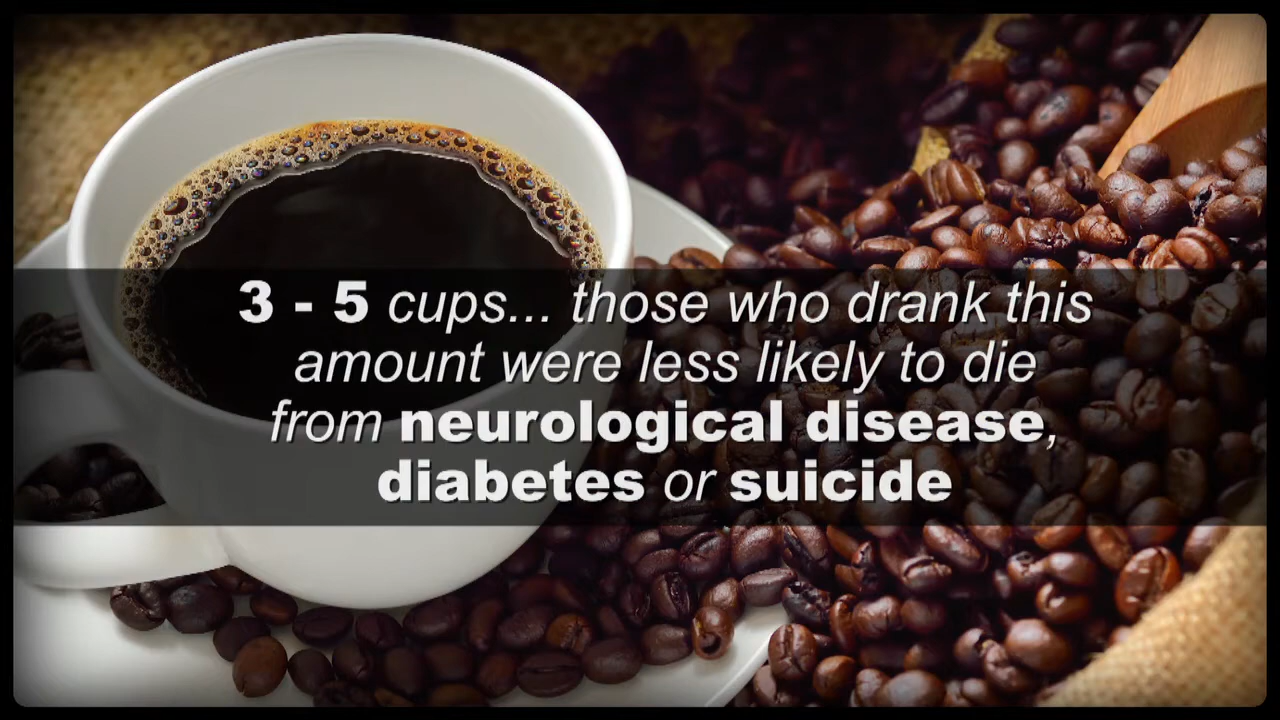 3 - 5 cups... those who drank this
amount were less likely to die
from neurological disease,
diabetes or suicide